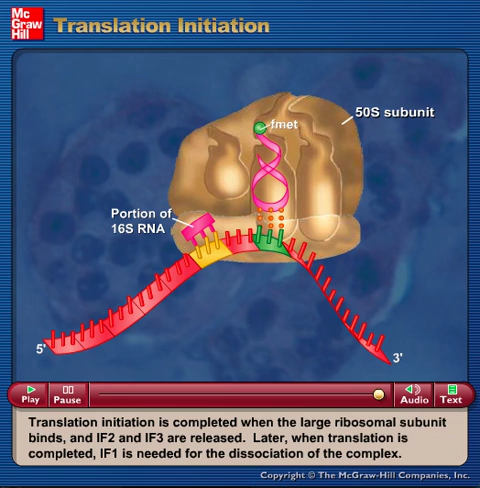 Mc
Graw
Hill
Translation Initiation
50S subunit
fmet
Portion of
16S RNA
5'
3'
Play
Pause
Audio
Text
Translation initiation is completed when the large ribosomal subunit
binds, and IF2 and IF3 are released.  Later, when translation is
completed, IF1 is needed for the dissociation of the complex.
Copyright © The McGraw-Hill Companies, Inc.